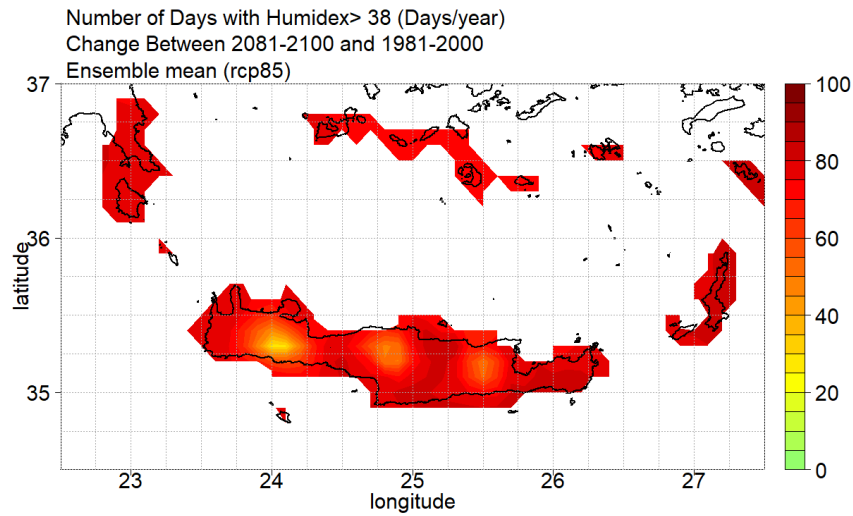 Number of Days with Humidex> 38 (Days/year)
Change Between 2081-2100 and 1981-2000
Ensemble mean (rcp85)
37
36
35
latitude
23
24
25
26
27
longitude
100
80
60
40
20
0